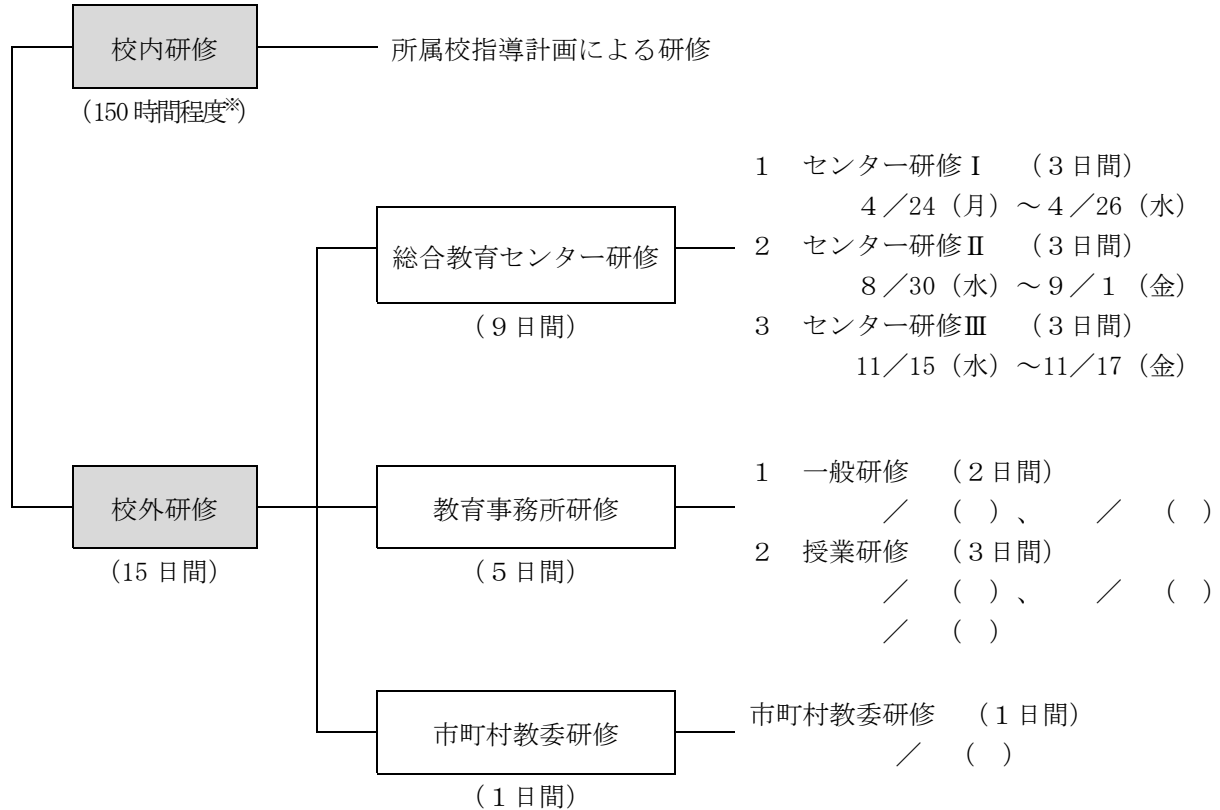 校内研修
所属校指導計画による研修
（150 時間程度※）
1 センター研修Ⅰ （３日間）
４／24（月）～４／26（水）
総合教育センター研修
2 センター研修Ⅱ （３日間）
８／30（水）～９／１（金）
（９日間）
3 センター研修Ⅲ （３日間）
11／15（水）～11／17（金）
校外研修
（15 日間）
教育事務所研修
（５日間）
1 一般研修 （２日間）
／ （ ）、 ／ （ ）
2 授業研修 （３日間）
／ （ ）、 ／ （ ）
／ （ ）
市町村教委研修
（１日間）
市町村教委研修 （１日間）
／ （ ）